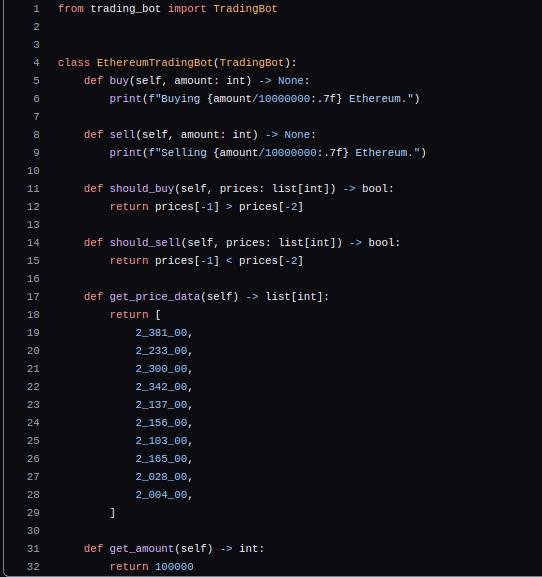 1 from trading_bot import TradingBot
2
3
4 class EthereumTradingBot(TradingBot):
5     def buy(self, amount: int) -> None:
6         print(f"Buying {amount/10000000:.7f} Ethereum.")
7
8     def sell(self, amount: int) -> None:
9         print(f"Selling {amount/10000000:.7f} Ethereum.")
10
11     def should_buy(self, prices: list[int]) -> bool:
12         return prices[-1] > prices[-2]
13
14     def should_sell(self, prices: list[int]) -> bool:
15         return prices[-1] < prices[-2]
16
17     def get_price_data(self) -> list[int]:
18         return [
19             2_381_00,
20             2_233_00,
21             2_300_00,
22             2_342_00,
23             2_137_00,
24             2_156_00,
25             2_103_00,
26             2_165_00,
27             2_028_00,
28             2_004_00,
29         ]
30
31     def get_amount(self) -> int:
32         return 100000